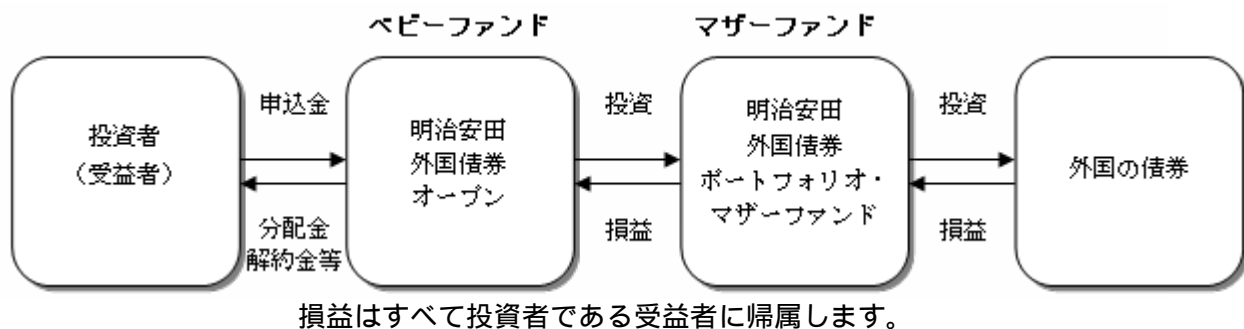 ベビーファンド
マザーファンド
投資者
（受益者）
申込金
分配金
解約金等
明治安田
外国債券
オープン
投資
損益
明治安田
外国債券
ポートフォリオ・
マザーファンド
投資
損益
外国の債券
損益はすべて投資者である受益者に帰属します。